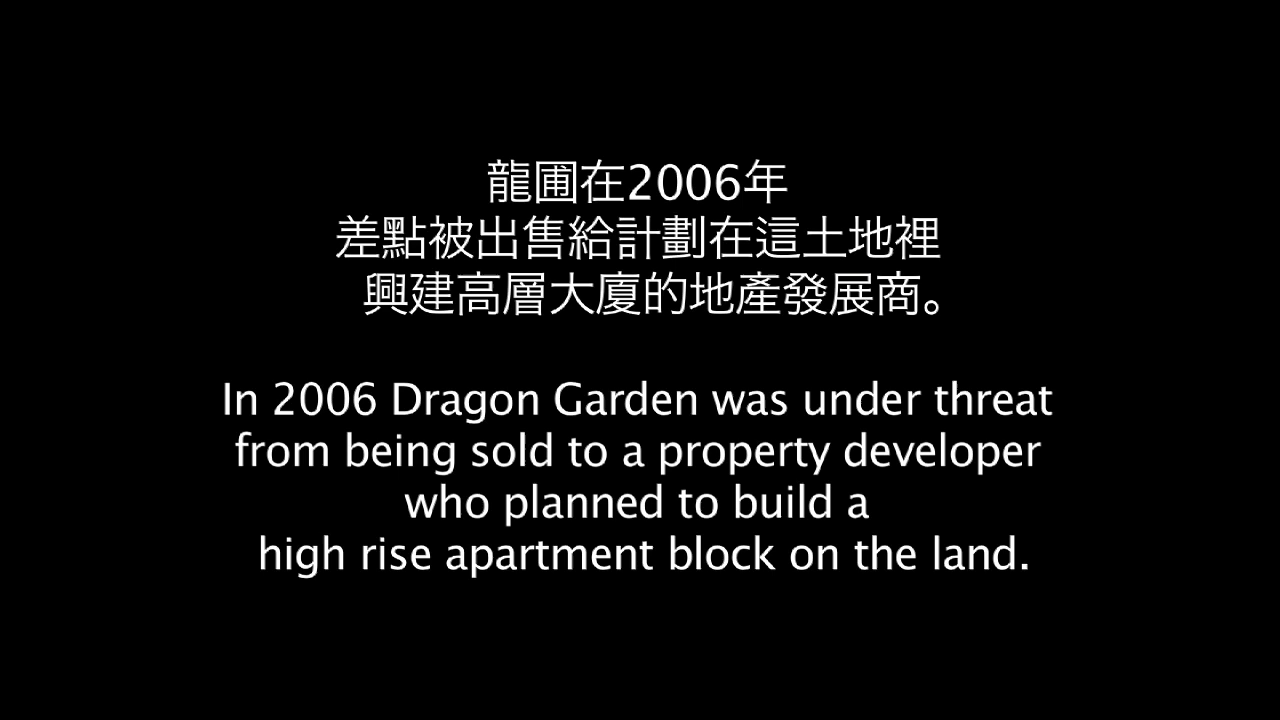 龍圃在2006年
差點被出售給計劃在這土地裡
興建高層大廈的地產發展商。
In 2006 Dragon Garden was under threat
from being sold to a property developer
who planned to build a
high rise apartment block on the land.